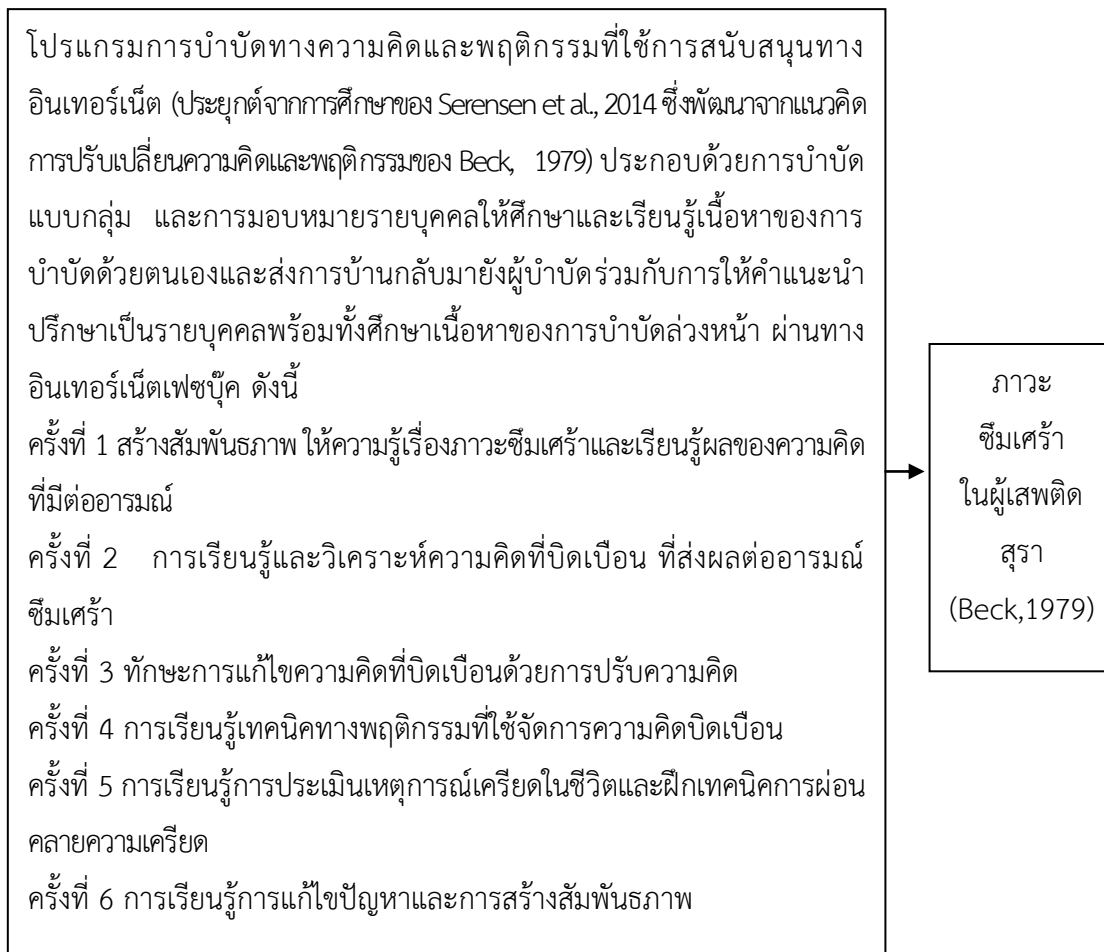 โปรแกรมการบำบัดทางความคิดและพฤติกรรมที่ใช้การสนับสนุนทาง
อินเทอร์เน็ต (ประยุกต์จากการศึกษาของ Serensen et al., 2014 ซึ่งพัฒนาจากแนวคิด
การปรับเปลี่ยนความคิดและพฤติกรรมของ Beck, 1979) ประกอบด้วยการบำบัด
แบบกลุ่ม และการมอบหมายรายบุคคลให้ศึกษาและเรียนรู้เนื้อหาของการ
บำบัดด้วยตนเองและส่งการบ้านกลับมายังผู้บำบัดร่วมกับการให้คำแนะนำ
ปรึกษาเป็นรายบุคคลพร้อมทั้งศึกษาเนื้อหาของการบำบัดล่วงหน้า ผ่านทาง
อินเทอร์เน็ตเฟซบุ๊ค ดังนี้
ครั้งที่ 1 สร้างสัมพันธภาพ ให้ความรู้เรื่องภาวะซึมเศร้าและเรียนรู้ผลของความคิด
ที่มีต่ออารมณ์
ครั้งที่ 2 การเรียนรู้และวิเคราะห์ความคิดที่บิดเบือน ที่ส่งผลต่ออารมณ์
ซึมเศร้า
ครั้งที่ 3 ทักษะการแก้ไขความคิดที่บิดเบือนด้วยการปรับความคิด
ครั้งที่ 4 การเรียนรู้เทคนิคทางพฤติกรรมที่ใช้จัดการความคิดบิดเบือน
ครั้งที่ 5 การเรียนรู้การประเมินเหตุการณ์เครียดในชีวิตและฝึกเทคนิคการผ่อน
คลายความเครียด
ครั้งที่ 6 การเรียนรู้การแก้ไขปัญหาและการสร้างสัมพันธภาพ
ภาวะ
ซึมเศร้า
ในผู้เสพติด
สุรา
(Beck,1979)